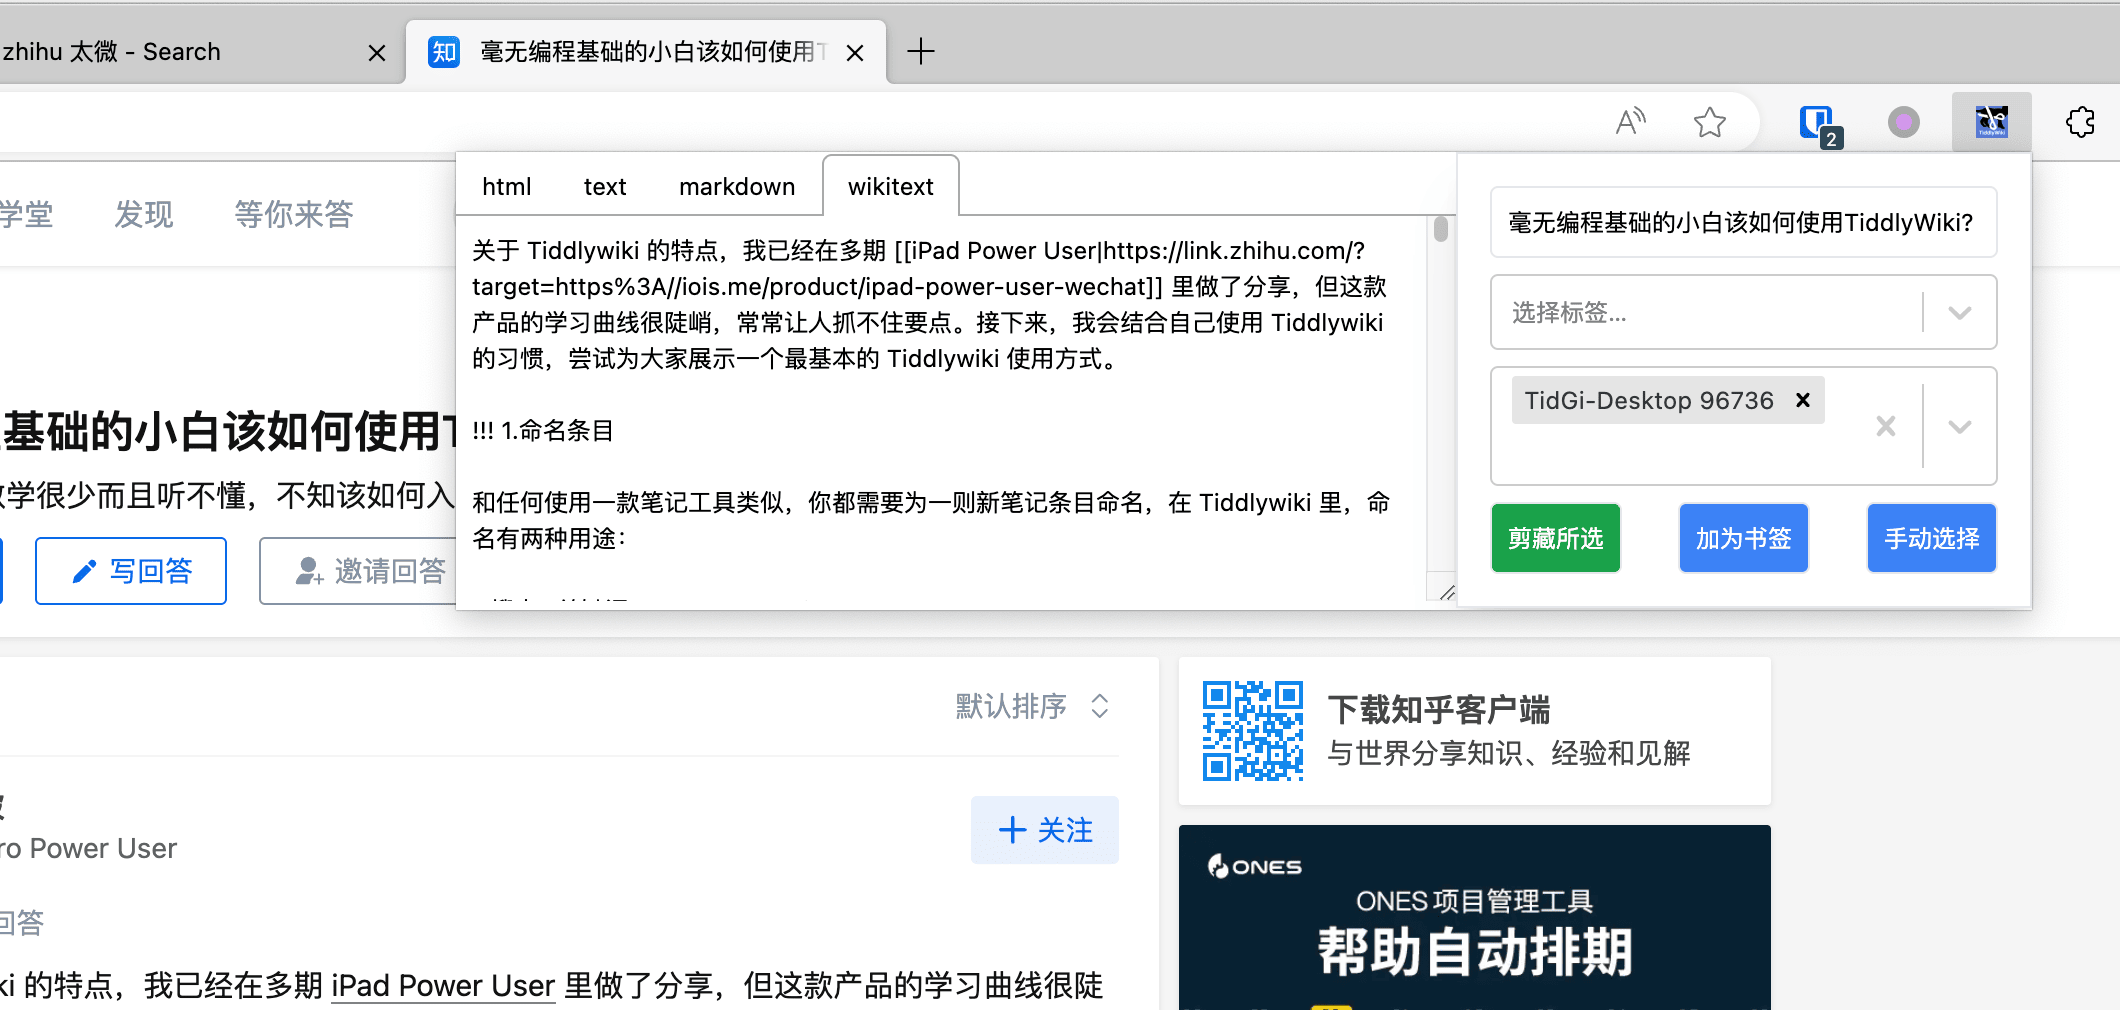 zhihu 太微 - Search
知 毫无编程基础的小白该如何使用T
2
TiddlyWiki
学堂 发现 等你来答
html text markdown wikitext
关于 Tiddlywiki 的特点，我已经在多期 [[iPad Power User|https://link.zhihu.com/?
target=https%3A//iois.me/product/ipad-power-user-wechat]] 里做了分享，但这款
产品的学习曲线很陡峭，常常让人抓不住要点。接下来，我会结合自己使用 Tiddlywiki
的习惯，尝试为大家展示一个最基本的 Tiddlywiki 使用方式。
!!! 1.命名条目
和任何使用一款笔记工具类似，你都需要为一则新笔记条目命名，在 Tiddlywiki 里，命
名有两种用途：
毫无编程基础的小白该如何使用TiddlyWiki?
选择标签...
TidGi-Desktop 96736
剪藏所选 加为书签 手动选择
基础的小白该如何使用T
学很少而且听不懂，不知该如何入
写回答 邀请回答
默认排序
ro Power User
关注
回答
ki 的特点，我已经在多期 iPad Power User 里做了分享，但这款产品的学习曲线很陡
下载知乎客户端
与世界分享知识、经验和见解
ONES
ONES 项目管理工具
帮助自动排期